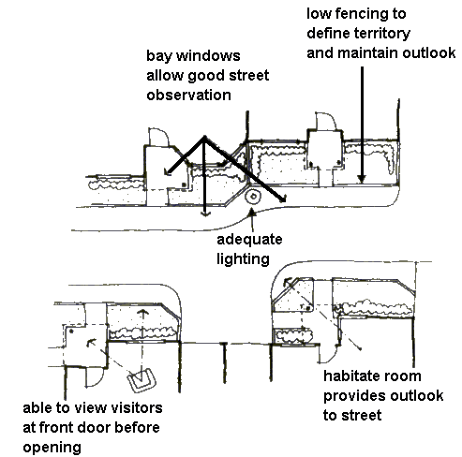 low fencing to
define territory
and maintain outlook
bay windows
allow good street
observation
adequate
lighting
habitate room
provides outlook
to street
able to view visitors
at front door before
opening